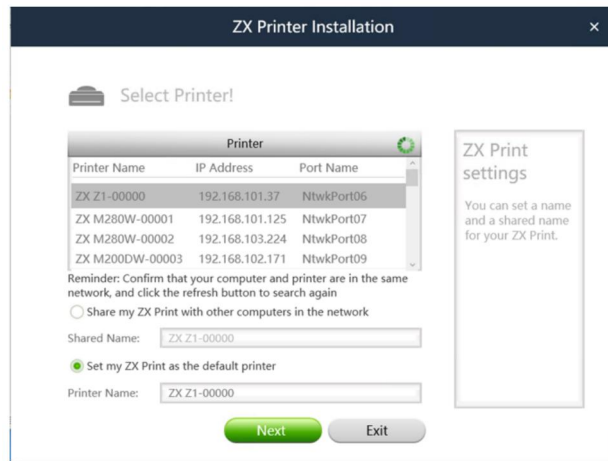 ZX Printer Installation
Select Printer!
Printer
Printer Name IP Address Port Name
ZX Z1-00000 192.168.101.37 NtwkPort06
ZX M280W-00001 192.168.101.125 NtwkPort07
ZX M280W-00002 192.168.103.224 NtwkPort08
ZX M200DW-00003 192.168.102.171 NtwkPort09
Reminder: Confirm that your computer and printer are in the same
network, and click the refresh button to search again
Share my ZX Print with other computers in the network
Shared Name: ZX Z1-00000
Set my ZX Print as the default printer
Printer Name: ZX Z1-00000
Next Exit
ZX Print
settings
You can set a name
and a shared name
for your ZX Print.